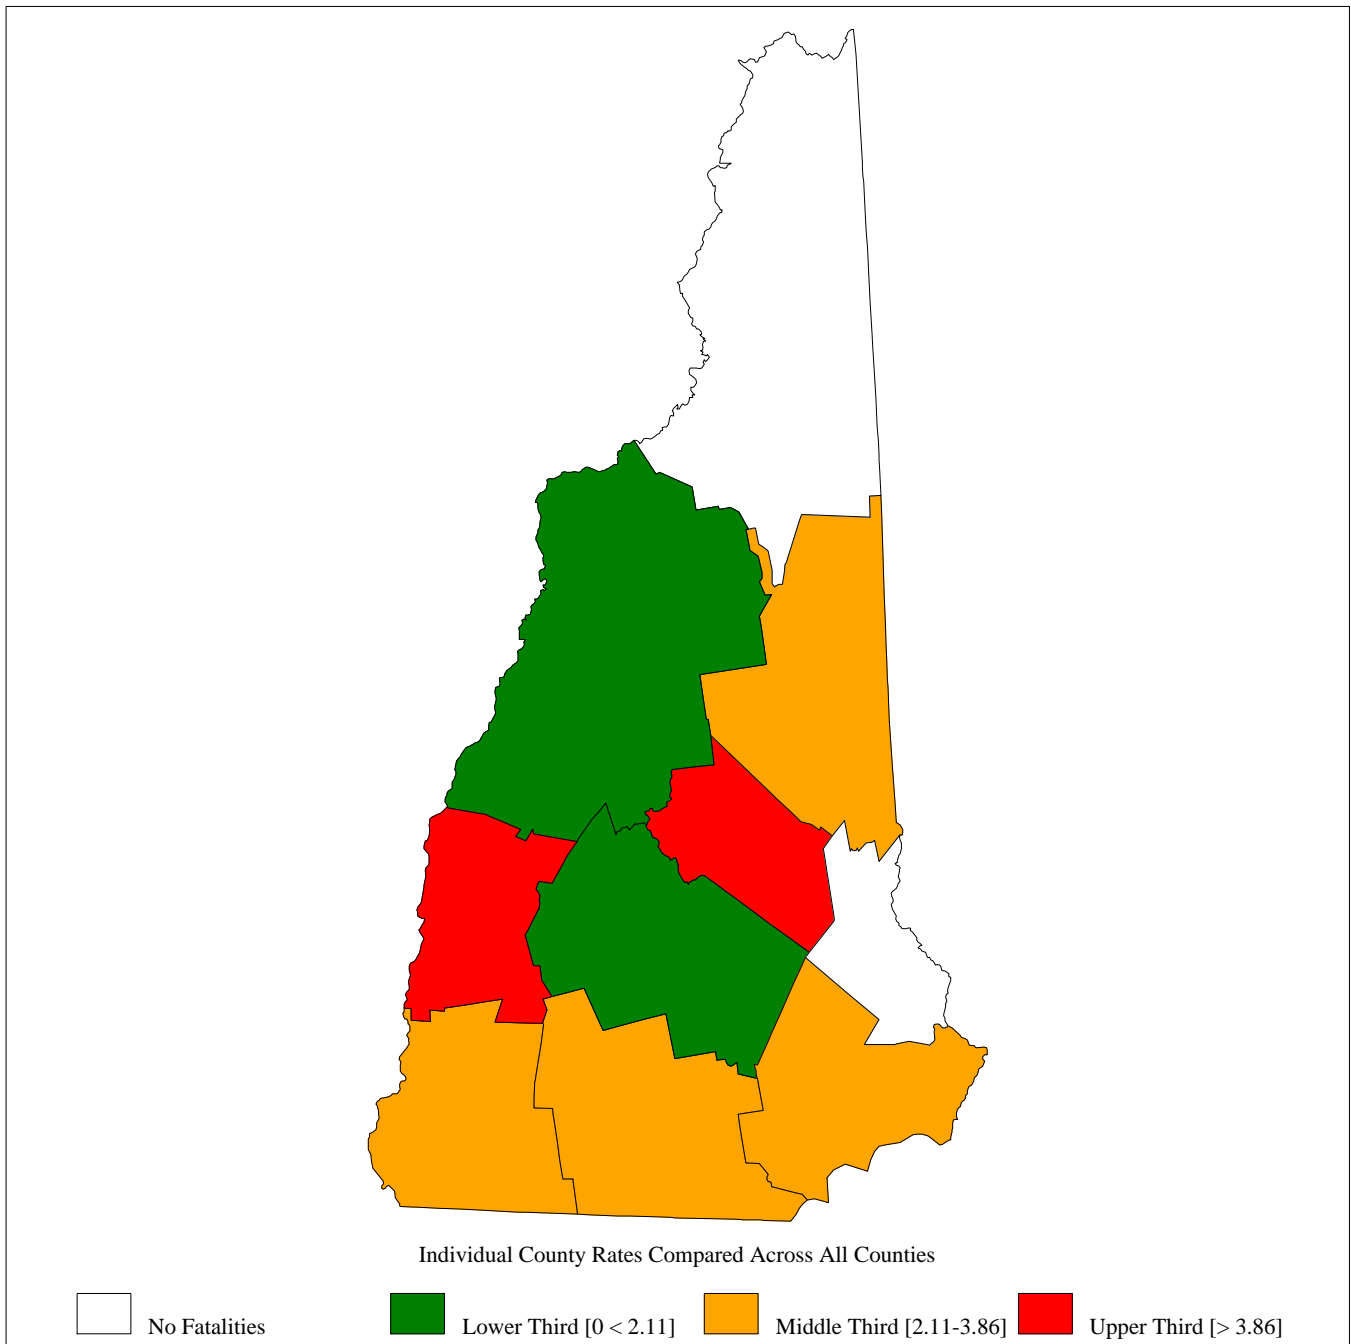 Individual County Rates Compared Across All Counties
No Fatalities
Lower Third [0 < 2.11]
Middle Third [2.11-3.86]
Upper Third [> 3.86]